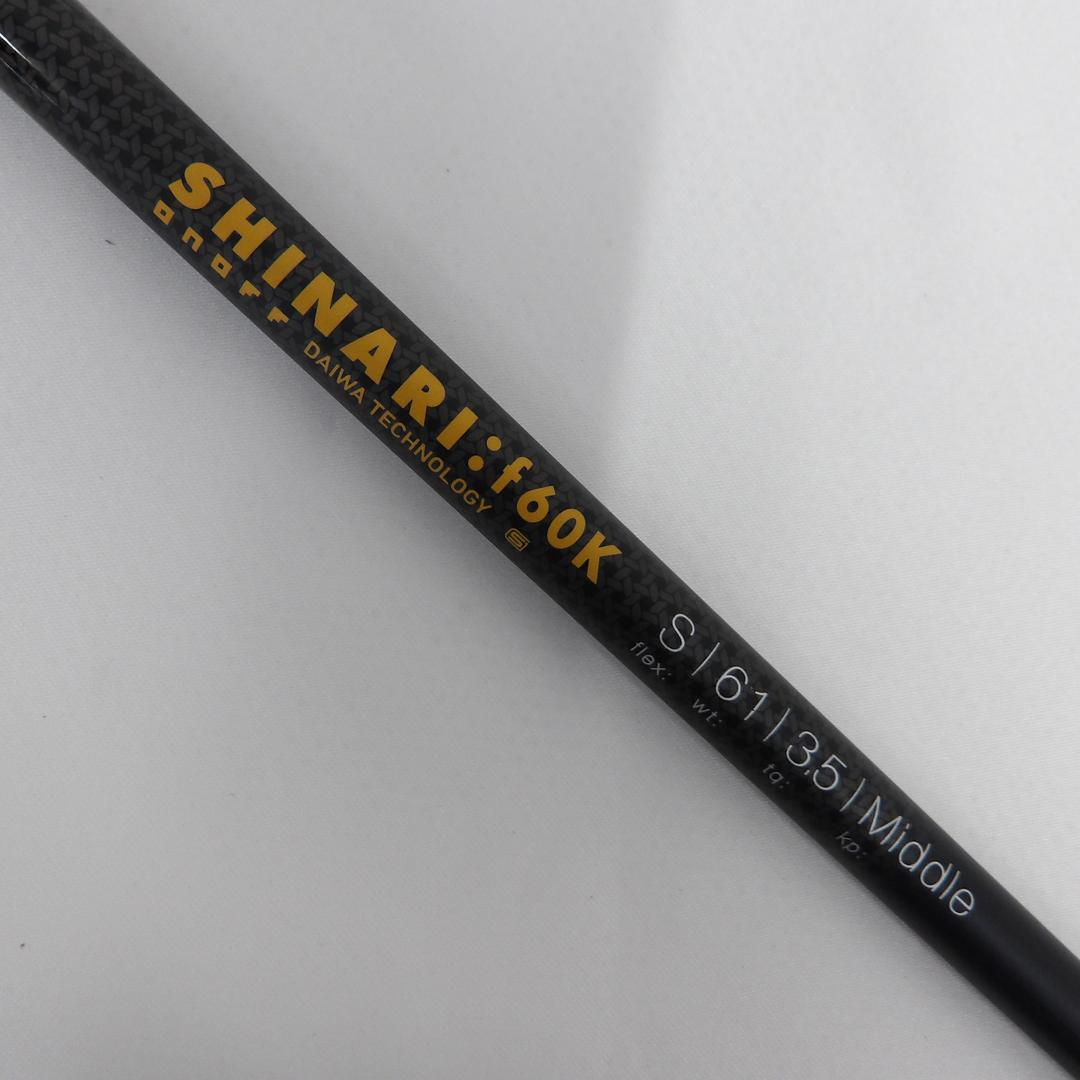 SHINARI:f60K
onoFF DAIWA TECHNOLOGY S
S | 61 | 3.5 | Middle
flex: wt: tq: kp: